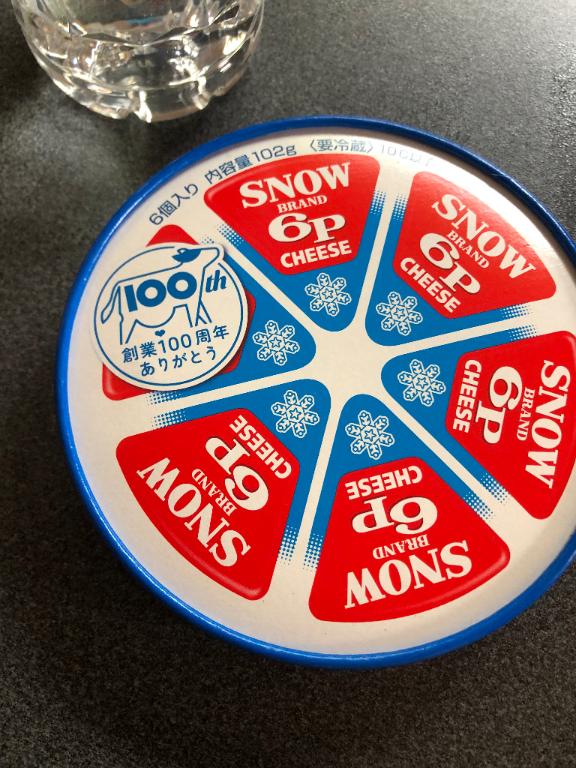 6個入り 内容量102g 〈要冷蔵〉
SNOW
BRAND
6P
CHEESE
SNOW
BRAND
6P
CHEESE
100th
創業100周年
ありがとう
SNOW
BRAND
6P
CHEESE
SNOW
BRAND
6P
CHEESE
SNOW
BRAND
6P
CHEESE